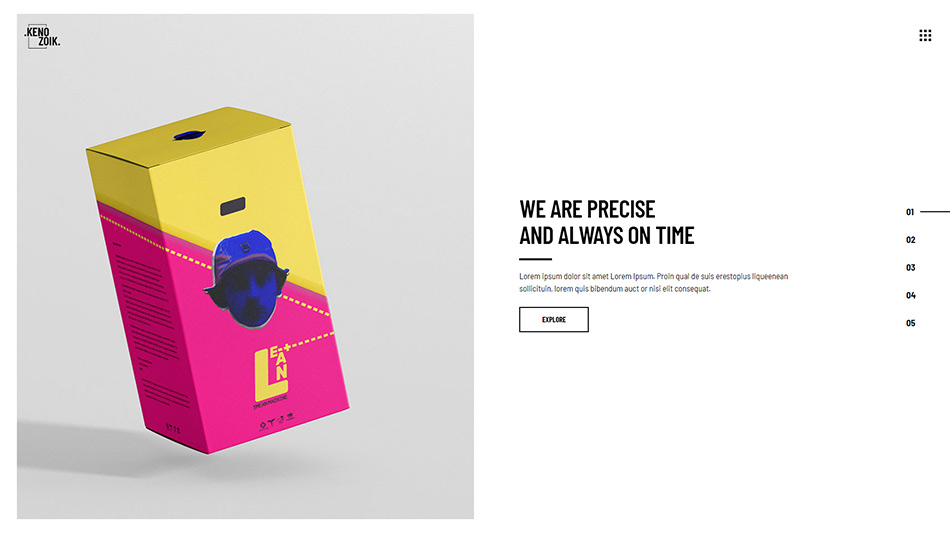 .KENO
ZOIK.
WE ARE PRECISE
AND ALWAYS ON TIME
Lorem ipsum dolor sit amet Lorem Ipsum. Proin qual de suis erestopius liqueenean
sollicituin, lorem quis bibendum auct or nisi elit consequat.
EXPLORE
01
02
03
04
05
LEAN+